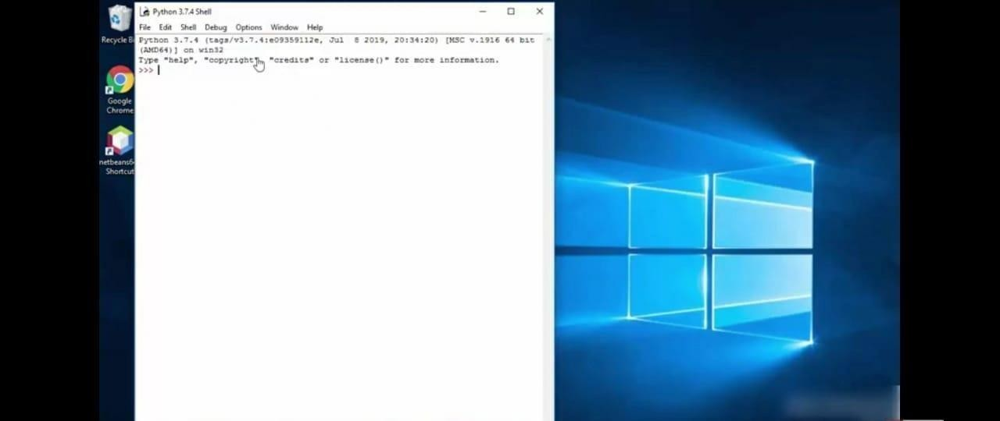 Python 3.7.4 Shell
File Edit Shell Debug Options Window Help
Python 3.7.4 (tags/v3.7.4:e09359112e, Jul 8 2019, 20:34:20) [MSC v.1916 64 bit
(AMD64)] on win32
Type "help", "copyright", "credits" or "license()" for more information.
>>>
Recycle B
Google
Chrome
netbeans6
Shortcut